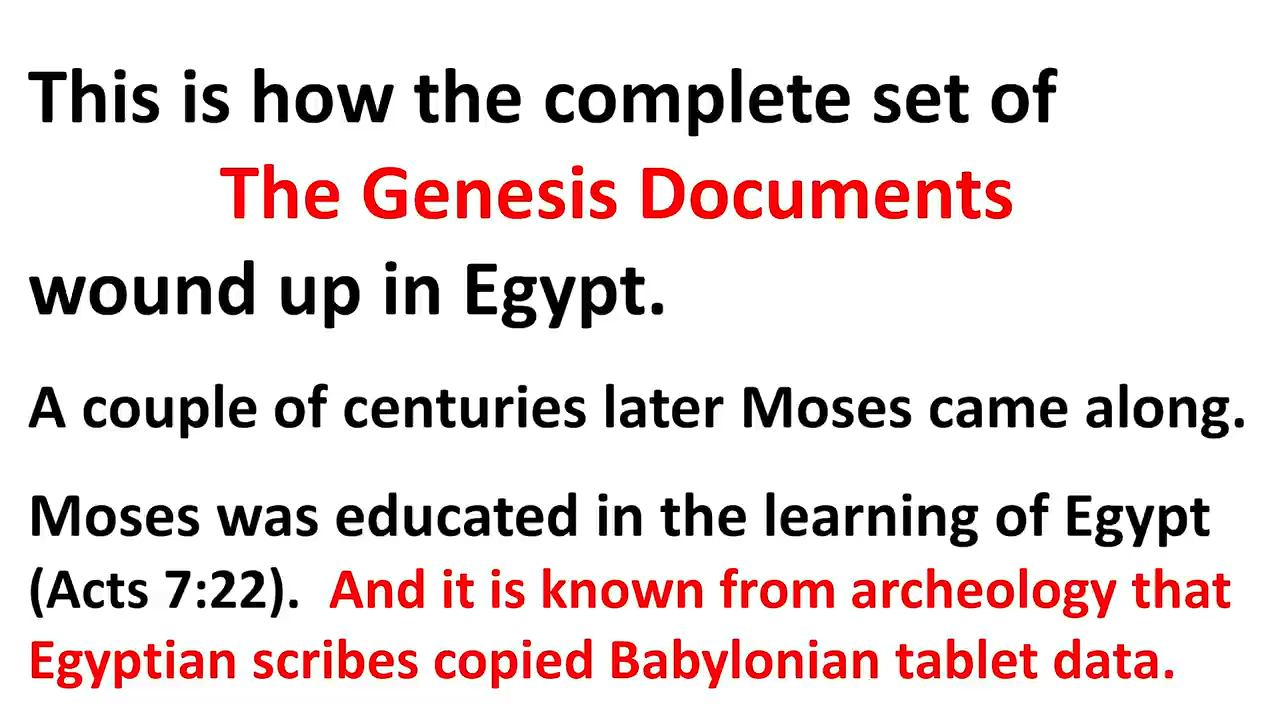 This is how the complete set of
The Genesis Documents
wound up in Egypt.
A couple of centuries later Moses came along.
Moses was educated in the learning of Egypt
(Acts 7:22).  And it is known from archeology that
Egyptian scribes copied Babylonian tablet data.